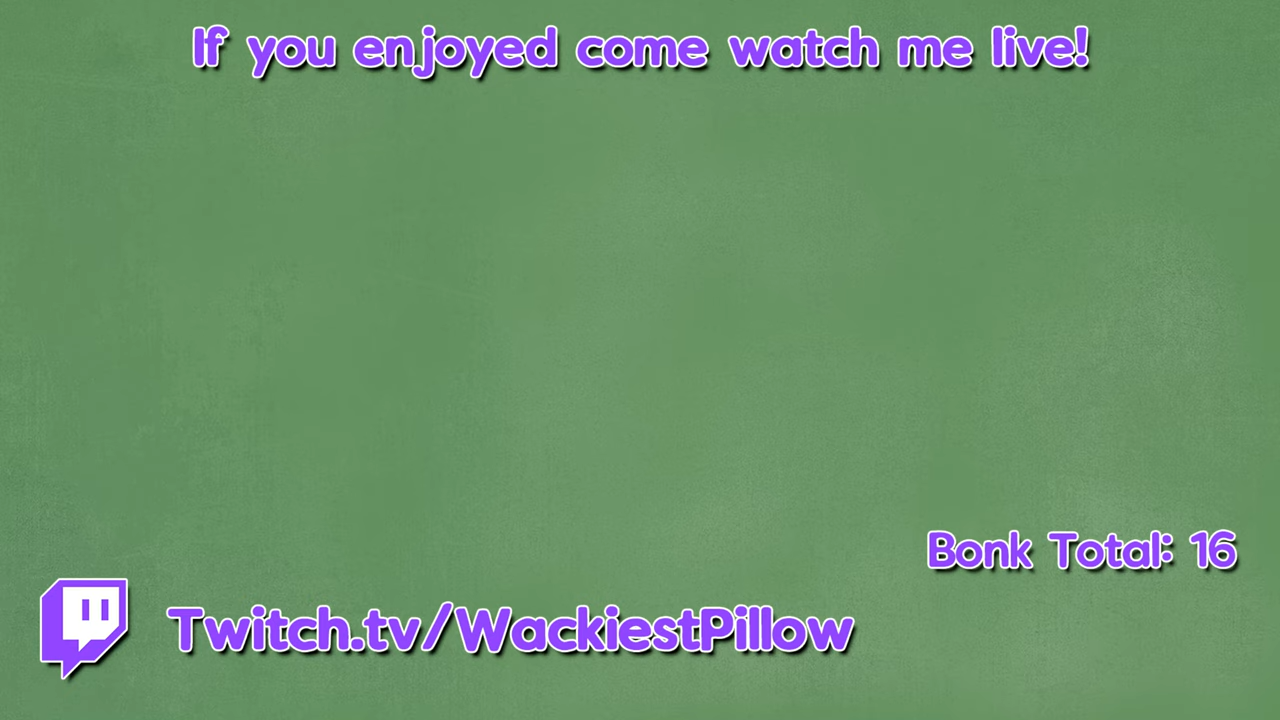 If you enjoyed come watch me live!
Bonk Total: 16
Twitch.tv/WackiestPillow